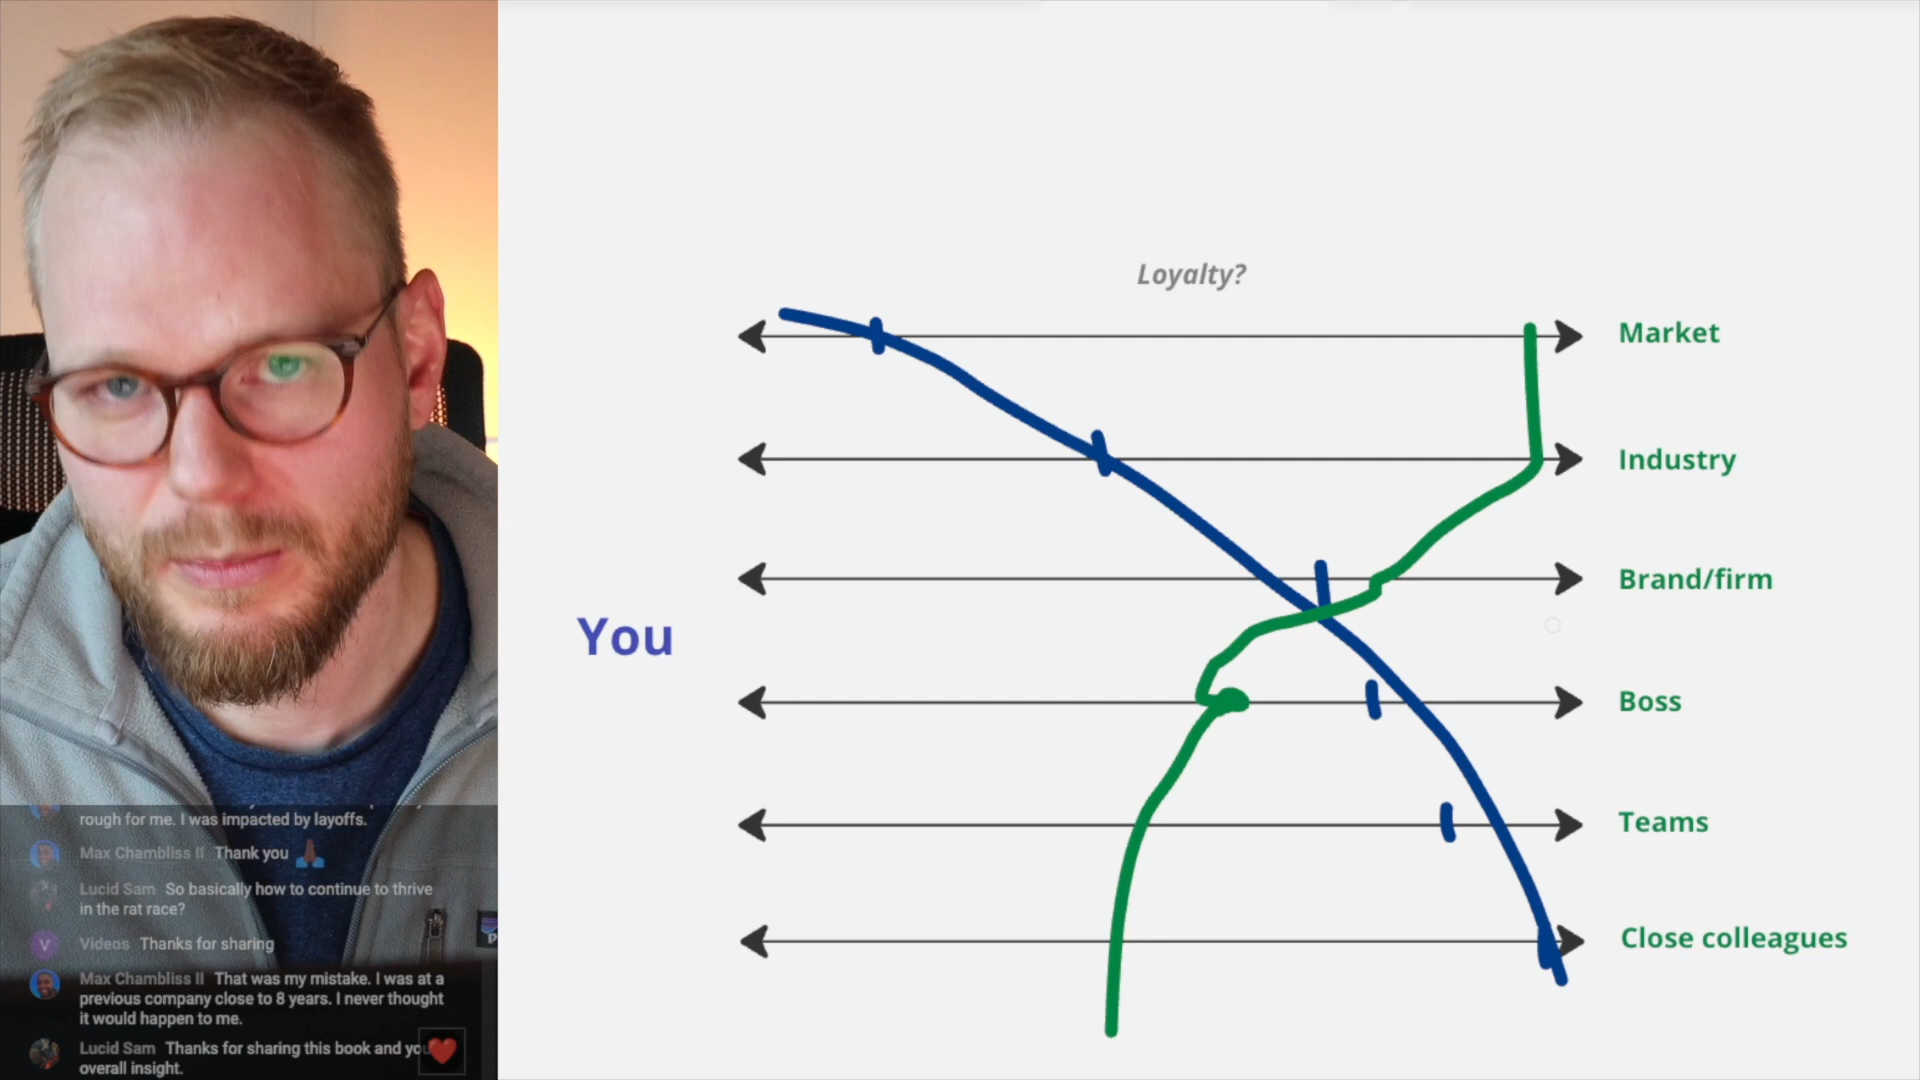 Loyalty?
Market
Industry
Brand/firm
You
Boss
Teams
Close colleagues
rough for me. I was impacted by layoffs.
Max Chambliss II Thank you
Lucid Sam So basically how to continue to thrive
in the rat race?
V Videos Thanks for sharing
Max Chambliss II That was my mistake. I was at a
previous company close to 8 years. I never thought
it would happen to me.
Lucid Sam Thanks for sharing this book and
overall insight.